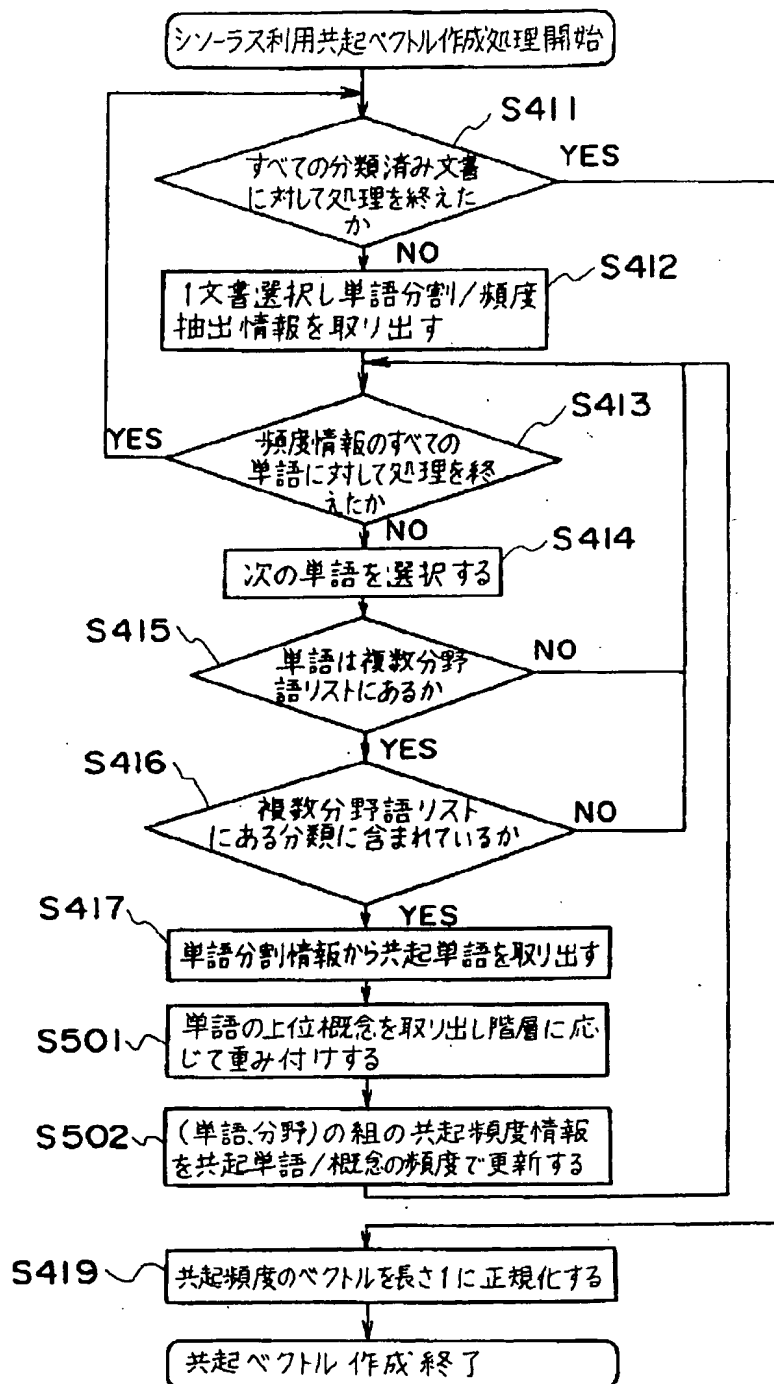 シソーラス利用共起ベクトル作成処理開始
S411
すべての分類済み文書
に対して処理を終えた
か
YES
NO
S412
1文書選択し単語分割/頻度
抽出情報を取り出す
S413
YES
頻度情報のすべての
単語に対して処理を終
えたか
NO
S414
次の単語を選択する
S415
単語は複数分野
語リストにあるか
NO
YES
S416
複数分野語リスト
にある分類に含まれているか
NO
YES
S417
単語分割情報から共起単語を取り出す
S501
単語の上位概念を取り出し階層に応
じて重み付けする
S502
(単語、分野)の組の共起頻度情報
を共起単語/概念の頻度で更新する
S419
共起頻度のベクトルを長さ1に正規化する
共起ベクトル作成終了